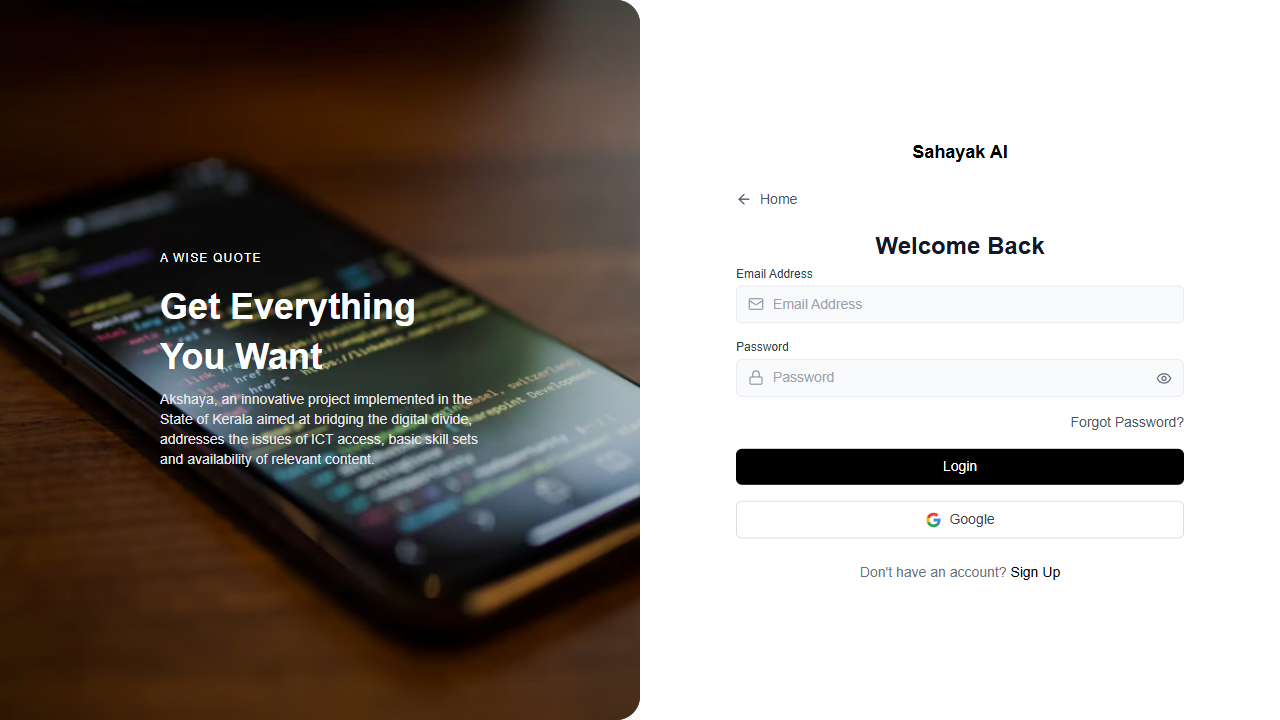 A WISE QUOTE
Get Everything
You Want
Akshaya, an innovative project implemented in the
State of Kerala aimed at bridging the digital divide,
addresses the issues of ICT access, basic skill sets
and availability of relevant content.
Sahayak AI
Home
Welcome Back
Email Address
Email Address
Password
Password
Forgot Password?
Login
Google
Don't have an account? Sign Up